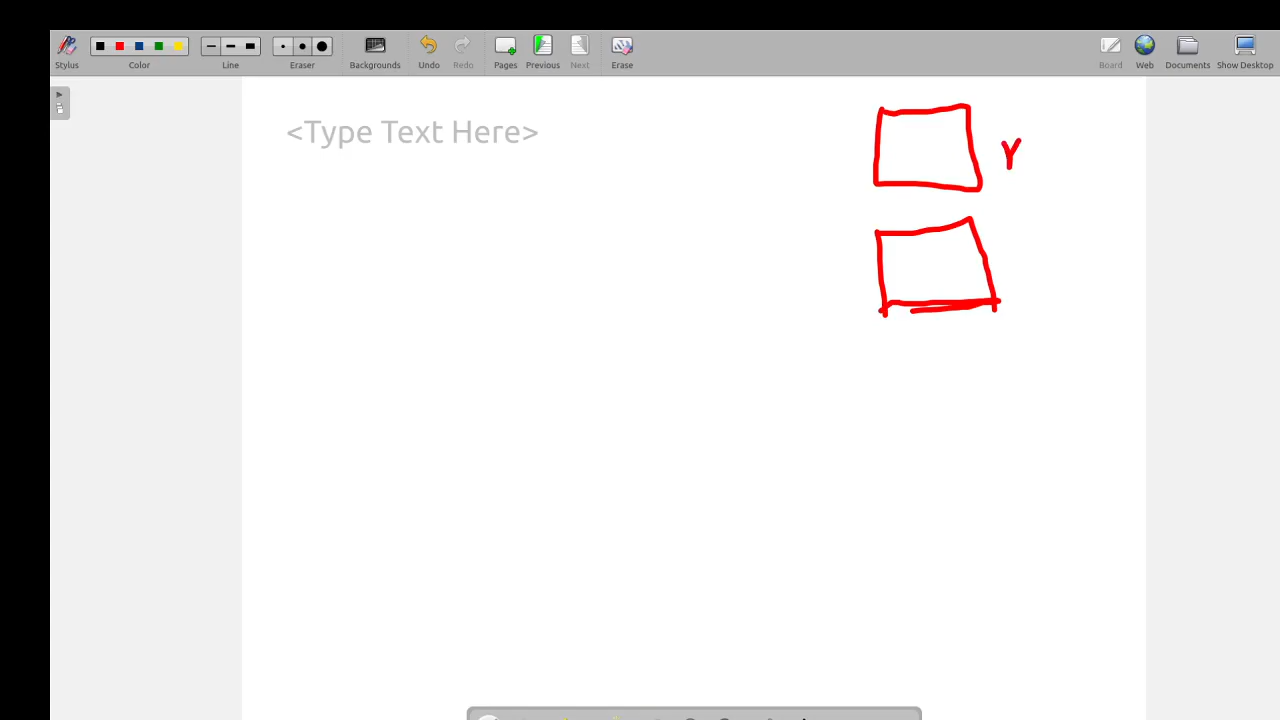 Stylus Color Line Eraser Backgrounds Undo Redo Pages Previous Next Erase Board Web Documents Show Desktop
<Type Text Here>
Y